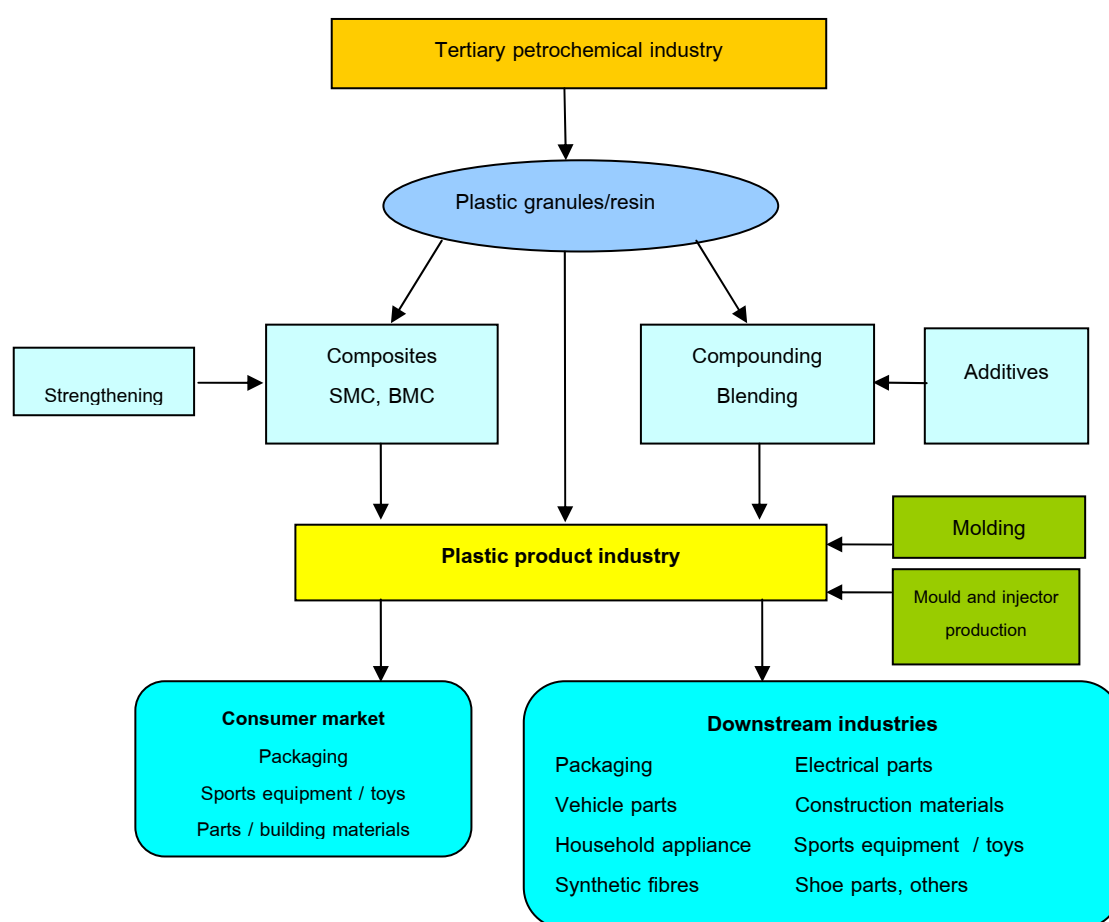 Tertiary petrochemical industry
Plastic granules/resin
Composites
SMC, BMC
Compounding
Blending
Strengthening
Additives
Plastic product industry
Molding
Mould and injector
production
Consumer market
Packaging
Sports equipment / toys
Parts / building materials
Downstream industries
Packaging Electrical parts
Vehicle parts Construction materials
Household appliance Sports equipment / toys
Synthetic fibres Shoe parts, others